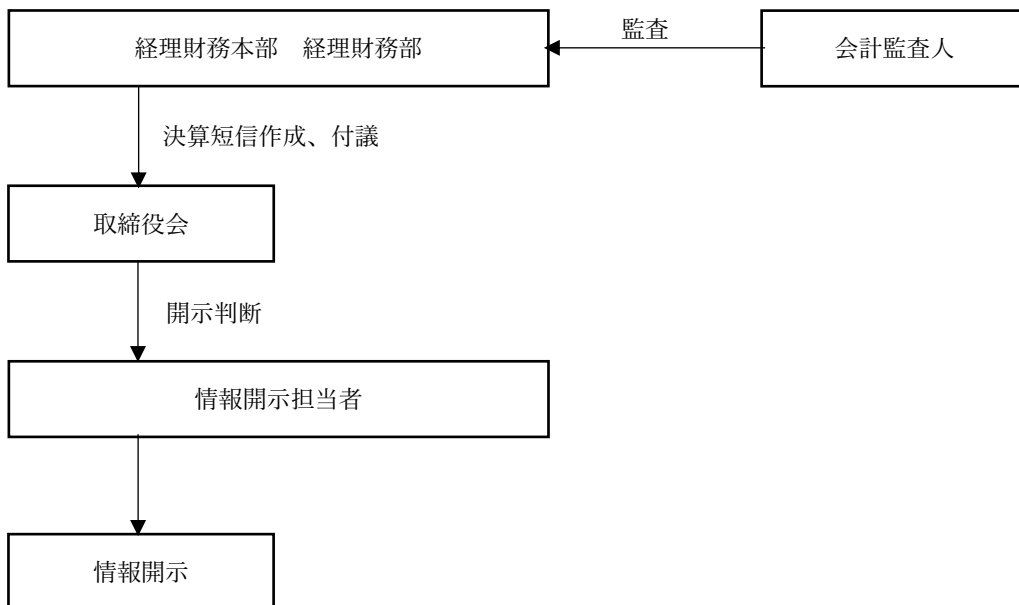 経理財務本部　経理財務部
監査
会計監査人
決算短信作成、付議
取締役会
開示判断
情報開示担当者
情報開示